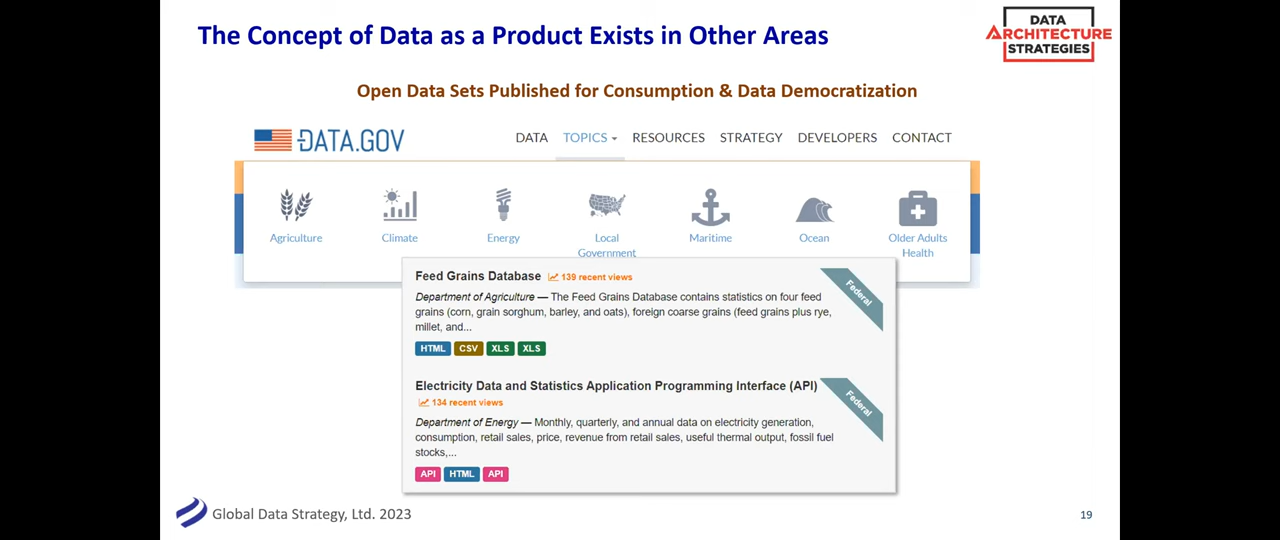 The Concept of Data as a Product Exists in Other Areas
DATA
ARCHITECTURE
STRATEGIES
Open Data Sets Published for Consumption & Data Democratization
DATA.GOV
DATA TOPICS RESOURCES STRATEGY DEVELOPERS CONTACT
Agriculture Climate Energy Local Government Maritime Ocean Older Adults Health
Feed Grains Database 139 recent views
Federal
Department of Agriculture — The Feed Grains Database contains statistics on four feed
grains (corn, grain sorghum, barley, and oats), foreign coarse grains (feed grains plus rye,
millet, and...
HTML CSV XLS XLS
Electricity Data and Statistics Application Programming Interface (API)
134 recent views
Federal
Department of Energy — Monthly, quarterly, and annual data on electricity generation,
consumption, retail sales, price, revenue from retail sales, useful thermal output, fossil fuel
stocks,...
API HTML API
Global Data Strategy, Ltd. 2023
19